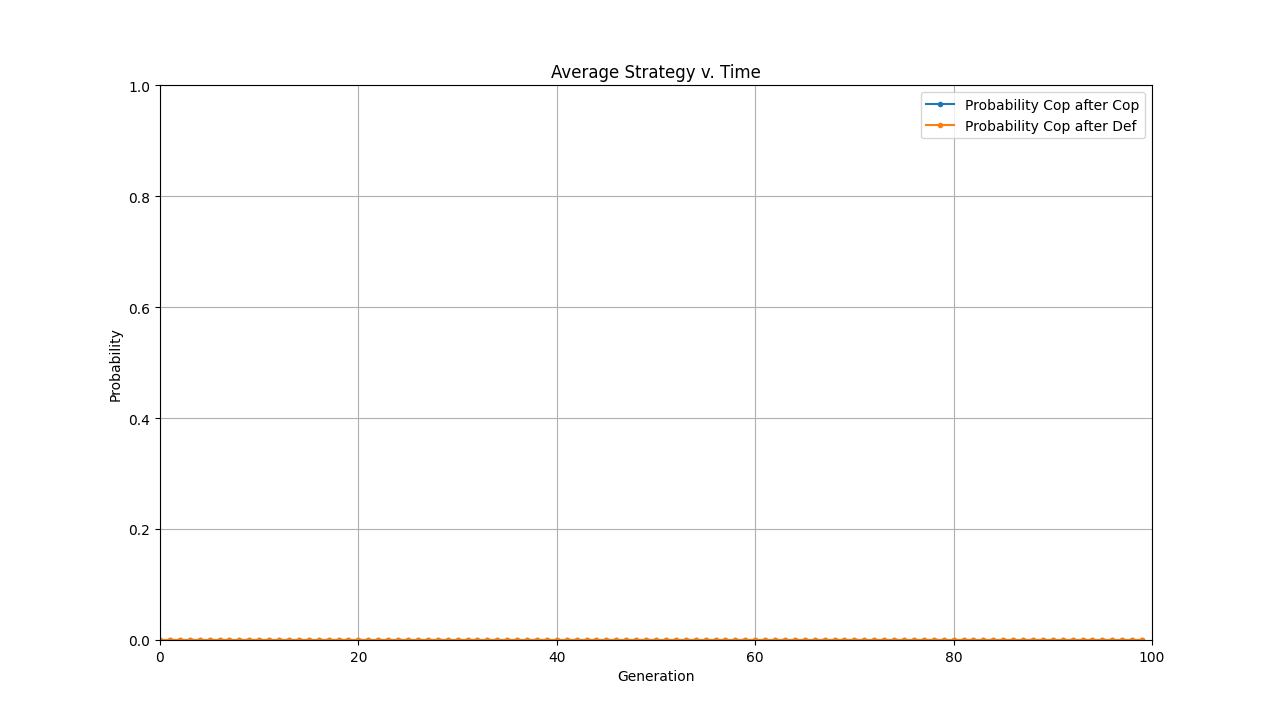 Average Strategy v. Time
Probability Cop after Cop
Probability Cop after Def
1.0
0.8
0.6
0.4
0.2
0.0
Probability
0 20 40 60 80 100
Generation